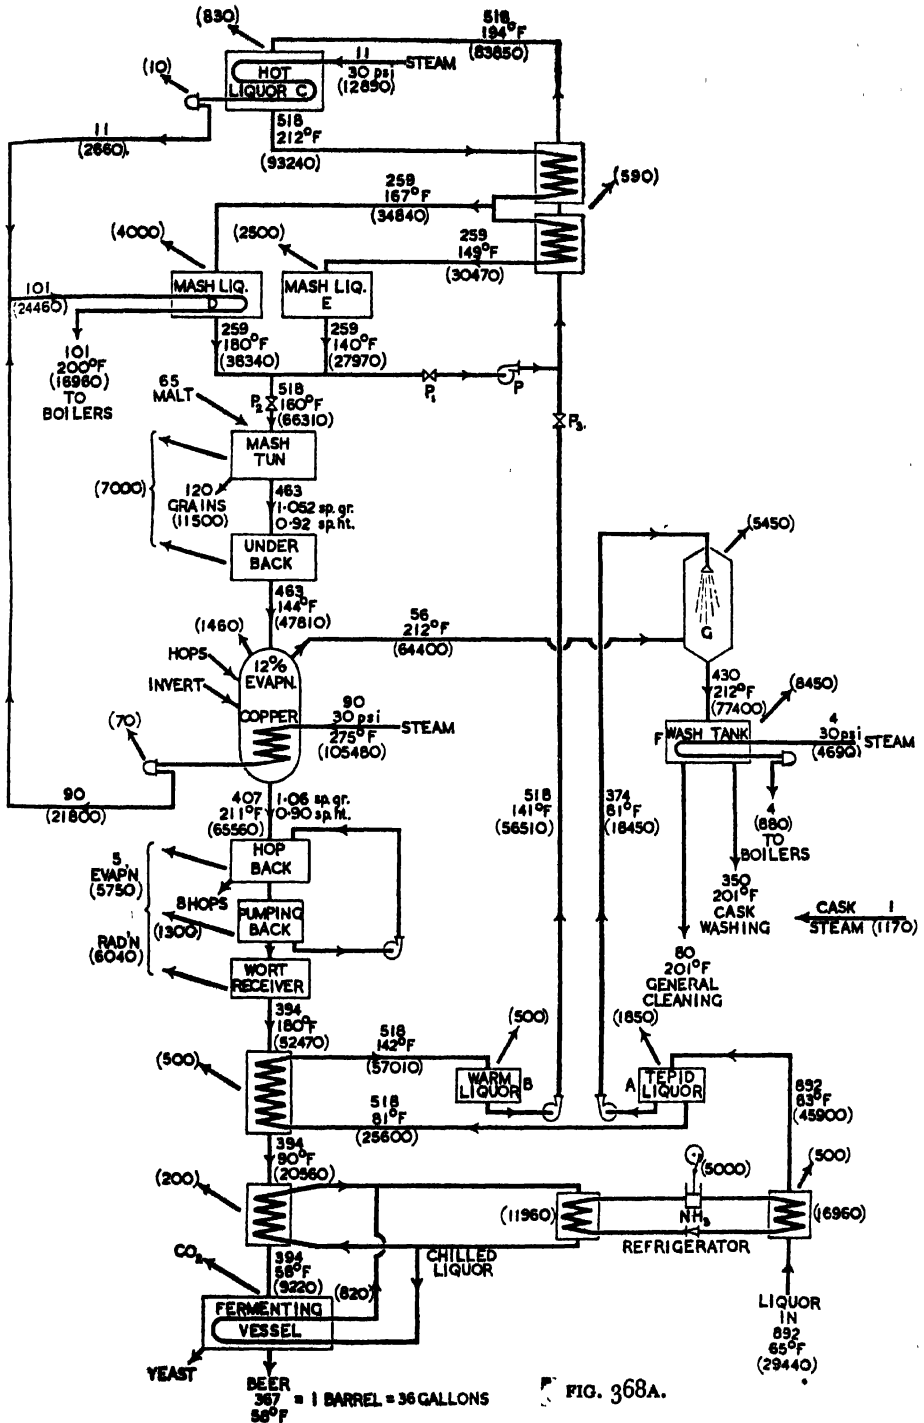 (830)
518
194°F
(83850)
11
30 psi
(12890)
STEAM
HOT
LIQUOR C
(10)
11
(2660)
518
212°F
(93240)
(590)
259
167°F
(34840)
(4000)
(2500)
259
149°F
(30470)
MASH LIQ.
D
MASH LIQ.
E
101
(24460)
101
200°F
(16960)
TO
BOILERS
259
180°F
(38340)
259
140°F
(27970)
65
MALT
P2
518
160°F
(66310)
P1
P
P3
MASH
TUN
(7000)
120
GRAINS
(11500)
463
1·052 sp. gr.
0·92 sp. ht.
UNDER
BACK
463
144°F
(47810)
(5450)
G
(1460)
HOPS
INVERT
12%
EVAPN.
COPPER
56
212°F
(64400)
90
30 psi
275°F
(105480)
STEAM
(70)
90
(21800)
430
212°F
(77400)
(8450)
F
WASH TANK
4
30psi
(4690)
STEAM
4
(880)
TO
BOILERS
407
211°F
(65560)
1·06 sp. gr.
0·90 sp. ht.
518
141°F
(56510)
374
81°F
(18450)
350
201°F
CASK
WASHING
CASK 1
STEAM (1170)
80
201°F
GENERAL
CLEANING
HOP
BACK
5,
EVAP'N
(5750)
8HOPS
PUMPING
BACK
(1300)
RAD'N
(6040)
WORT
RECEIVER
394
180°F
(52470)
518
142°F
(57010)
(500)
WARM
LIQUOR
B
(1850)
A
TEPID
LIQUOR
892
83°F
(45900)
(500)
518
81°F
(25600)
394
90°F
(20560)
(200)
(11960)
(5000)
NH3
REFRIGERATOR
(500)
(16960)
CHILLED
LIQUOR
CO2
394
58°F
(9220)
(820)
FERMENTING
VESSEL
YEAST
LIQUOR
IN
892
65°F
(29440)
BEER
367 = 1 BARREL = 36 GALLONS
58°F
FIG. 368A.